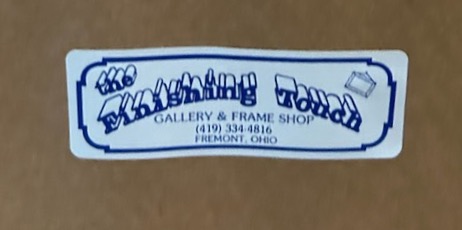 the
Finishing Touch
GALLERY & FRAME SHOP
(419) 334-4816
FREMONT, OHIO